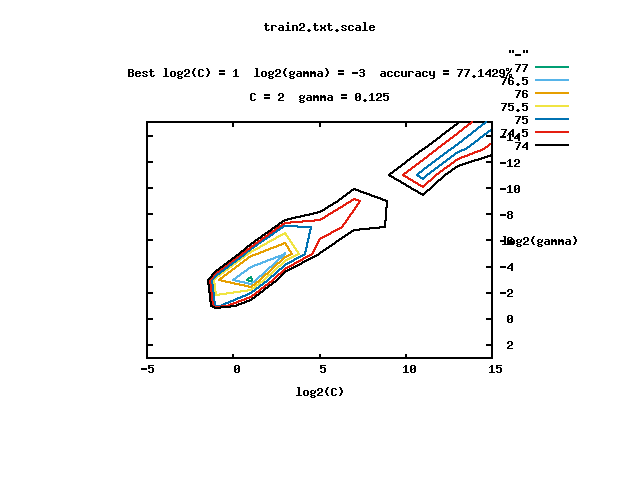 train2.txt.scale
"-"
Best log2(C) = 1 log2(gamma) = -3 accuracy = 77.1429%
77
76.5
C = 2 gamma = 0.125
76
75.5
75
74.5
74
-14
-12
-10
-8
-6
log2(gamma)
-4
-2
0
2
-5 0 5 10 15
log2(C)